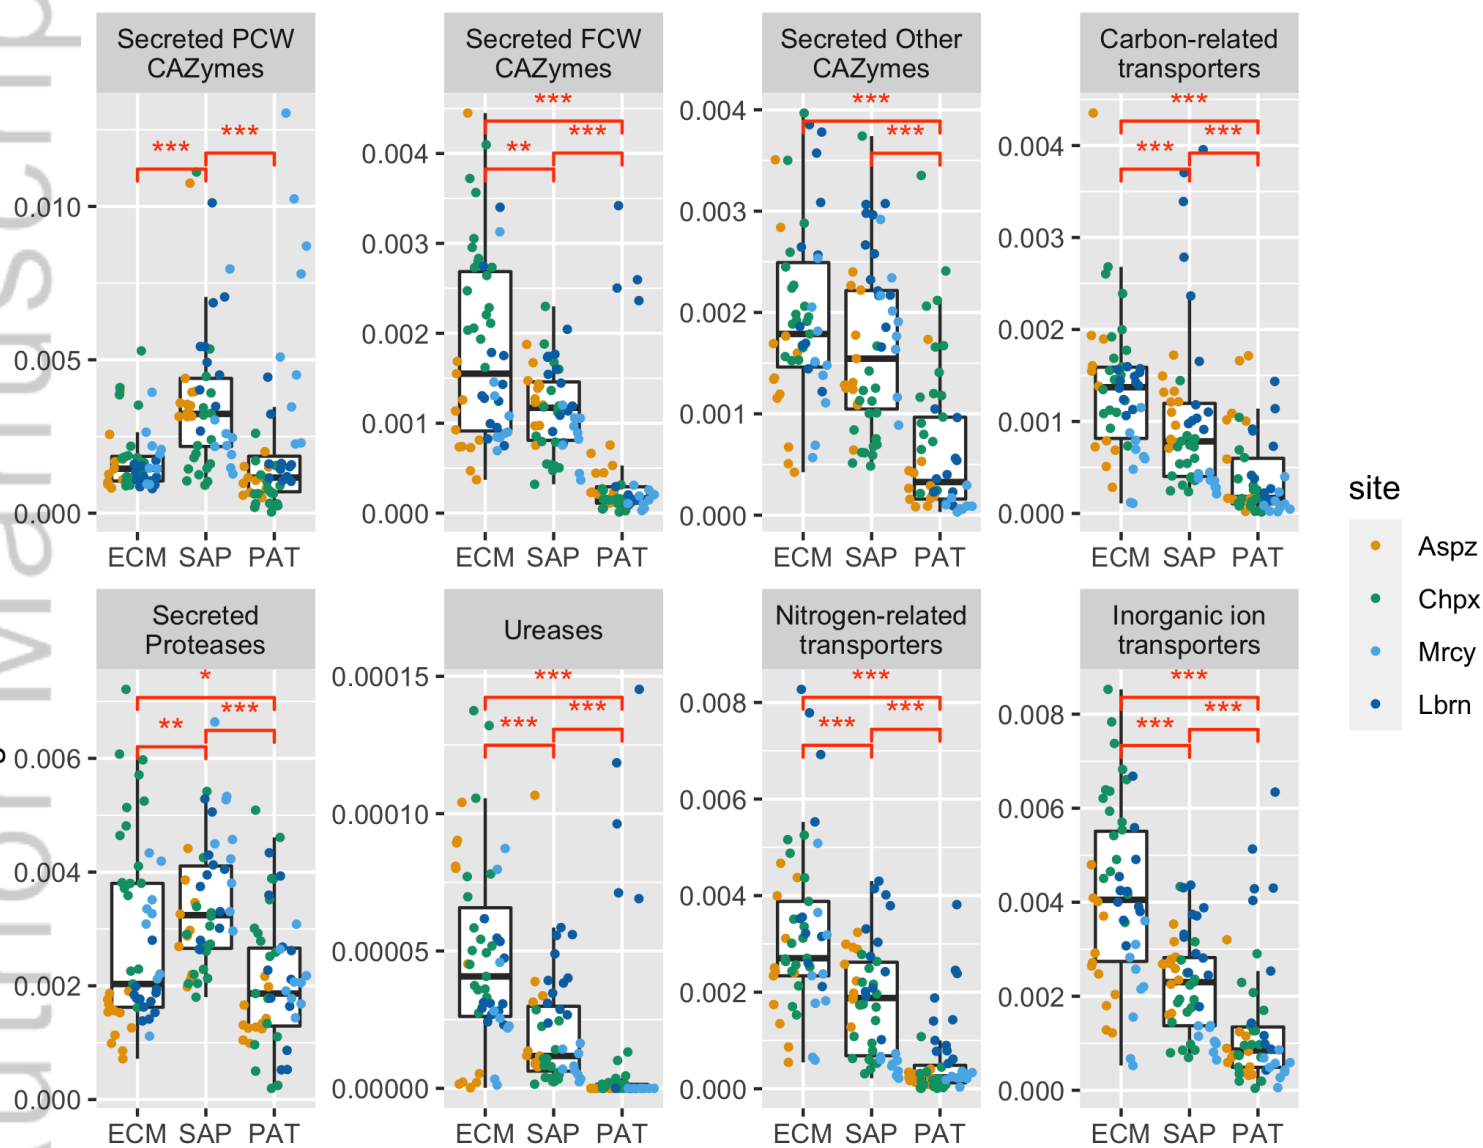 Author Manuscrip
Secreted PCW
CAZymes
Secreted FCW
CAZymes
Secreted Other
CAZymes
Carbon-related
transporters
*** ***
0.010
0.005
0.000
ECM SAP PAT
*** *** **
0.004
0.003
0.002
0.001
0.000
ECM SAP PAT
*** ***
0.004
0.003
0.002
0.001
0.000
ECM SAP PAT
*** *** ***
0.004
0.003
0.002
0.001
0.000
ECM SAP PAT
Secreted
Proteases
Ureases
Nitrogen-related
transporters
Inorganic ion
transporters
* *** **
0.006
0.004
0.002
0.000
ECM SAP PAT
*** *** ***
0.00015
0.00010
0.00005
0.00000
ECM SAP PAT
*** *** ***
0.008
0.006
0.004
0.002
0.000
ECM SAP PAT
*** *** ***
0.008
0.006
0.004
0.002
0.000
ECM SAP PAT
site
Aspz
Chpx
Mrcy
Lbrn